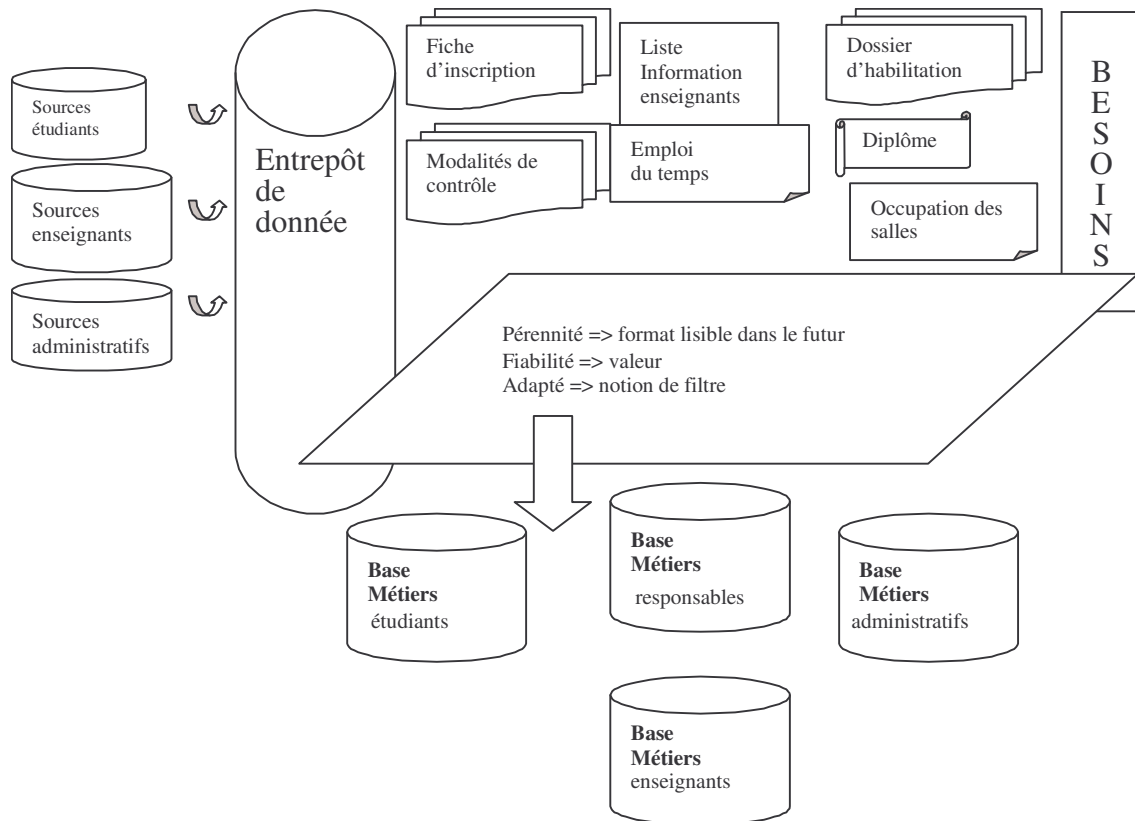 Sources
étudiants
Sources
enseignants
Sources
administratifs
Entrepôt
de
donnée
Fiche
d'inscription
Modalités de
contrôle
Liste
Information
enseignants
Emploi
du temps
Dossier
d'habilitation
Diplôme
Occupation des
salles
B
E
S
O
I
N
S
Pérennité => format lisible dans le futur
Fiabilité => valeur
Adapté => notion de filtre
Base
Métiers
étudiants
Base
Métiers
responsables
Base
Métiers
administratifs
Base
Métiers
enseignants